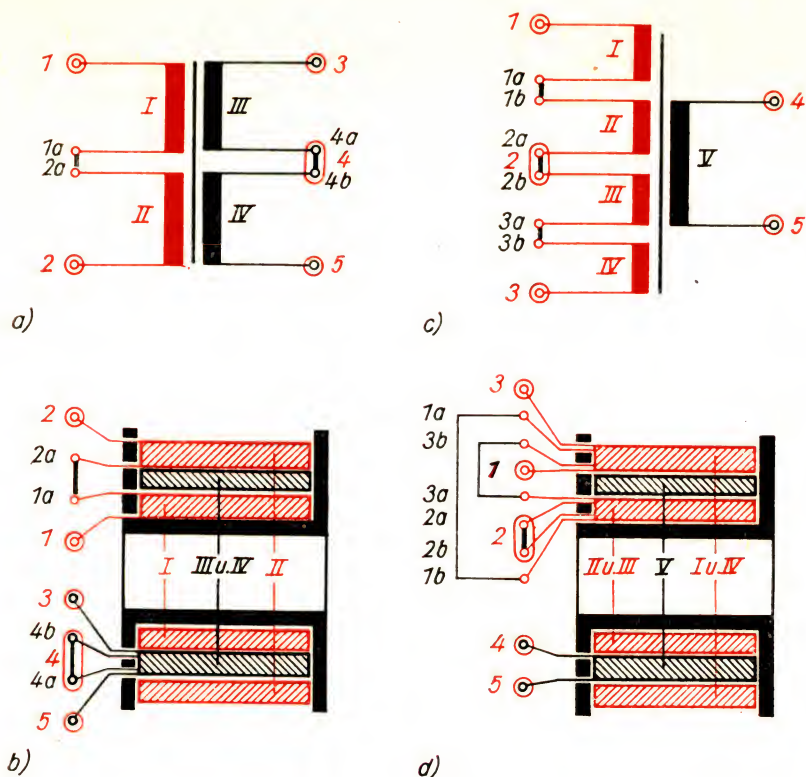 1
I
III
3
1a
2a
4a
4
4b
II
IV
2
5
a)
1
I
1a
1b
II
2a
2
2b
III
3a
3b
IV
3
V
4
5
c)
2
2a
1a
1
I
III u. IV
II
3
4b
4
4a
5
b)
3
1a
3b
1
3a
2a
2
2b
1b
II u. III
V
I u. IV
4
5
d)